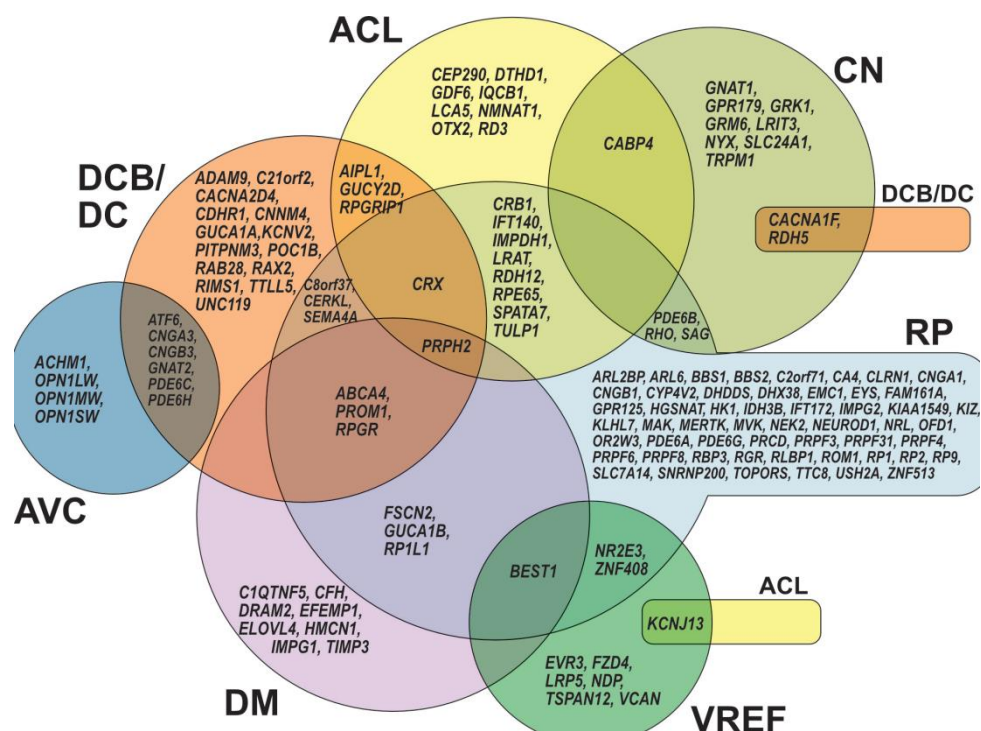 ACL
CEP290, DTHD1,
GDF6, IQCB1,
LCA5, NMNAT1,
OTX2, RD3
CN
GNAT1,
GPR179, GRK1,
GRM6, LRIT3,
NYX, SLC24A1,
TRPM1
CABP4
DCB/
DC
ADAM9, C21orf2,
CACNA2D4,
CDHR1, CNNM4,
GUCA1A,KCNV2,
PITPNM3, POC1B,
RAB28, RAX2,
RIMS1, TTLL5,
UNC119
AIPL1,
GUCY2D,
RPGRIP1
CRB1,
IFT140,
IMPDH1,
LRAT,
RDH12,
RPE65,
SPATA7,
TULP1
DCB/DC
CACNA1F,
RDH5
C8orf37,
CERKL,
SEMA4A
CRX
PDE6B,
RHO, SAG
RP
ATF6,
CNGA3,
CNGB3,
GNAT2,
PDE6C,
PDE6H
ACHM1,
OPN1LW,
OPN1MW,
OPN1SW
AVC
PRPH2
ABCA4,
PROM1,
RPGR
ARL2BP, ARL6, BBS1, BBS2, C2orf71, CA4, CLRN1, CNGA1,
CNGB1, CYP4V2, DHDDS, DHX38, EMC1, EYS, FAM161A,
GPR125, HGSNAT, HK1, IDH3B, IFT172, IMPG2, KIAA1549, KIZ,
KLHL7, MAK, MERTK, MVK, NEK2, NEUROD1, NRL, OFD1,
OR2W3, PDE6A, PDE6G, PRCD, PRPF3, PRPF31, PRPF4,
PRPF6, PRPF8, RBP3, RGR, RLBP1, ROM1, RP1, RP2, RP9,
SLC7A14, SNRNP200, TOPORS, TTC8, USH2A, ZNF513
FSCN2,
GUCA1B,
RP1L1
BEST1
NR2E3,
ZNF408
C1QTNF5, CFH,
DRAM2, EFEMP1,
ELOVL4, HMCN1,
IMPG1, TIMP3
DM
ACL
KCNJ13
EVR3, FZD4,
LRP5, NDP,
TSPAN12, VCAN
VREF